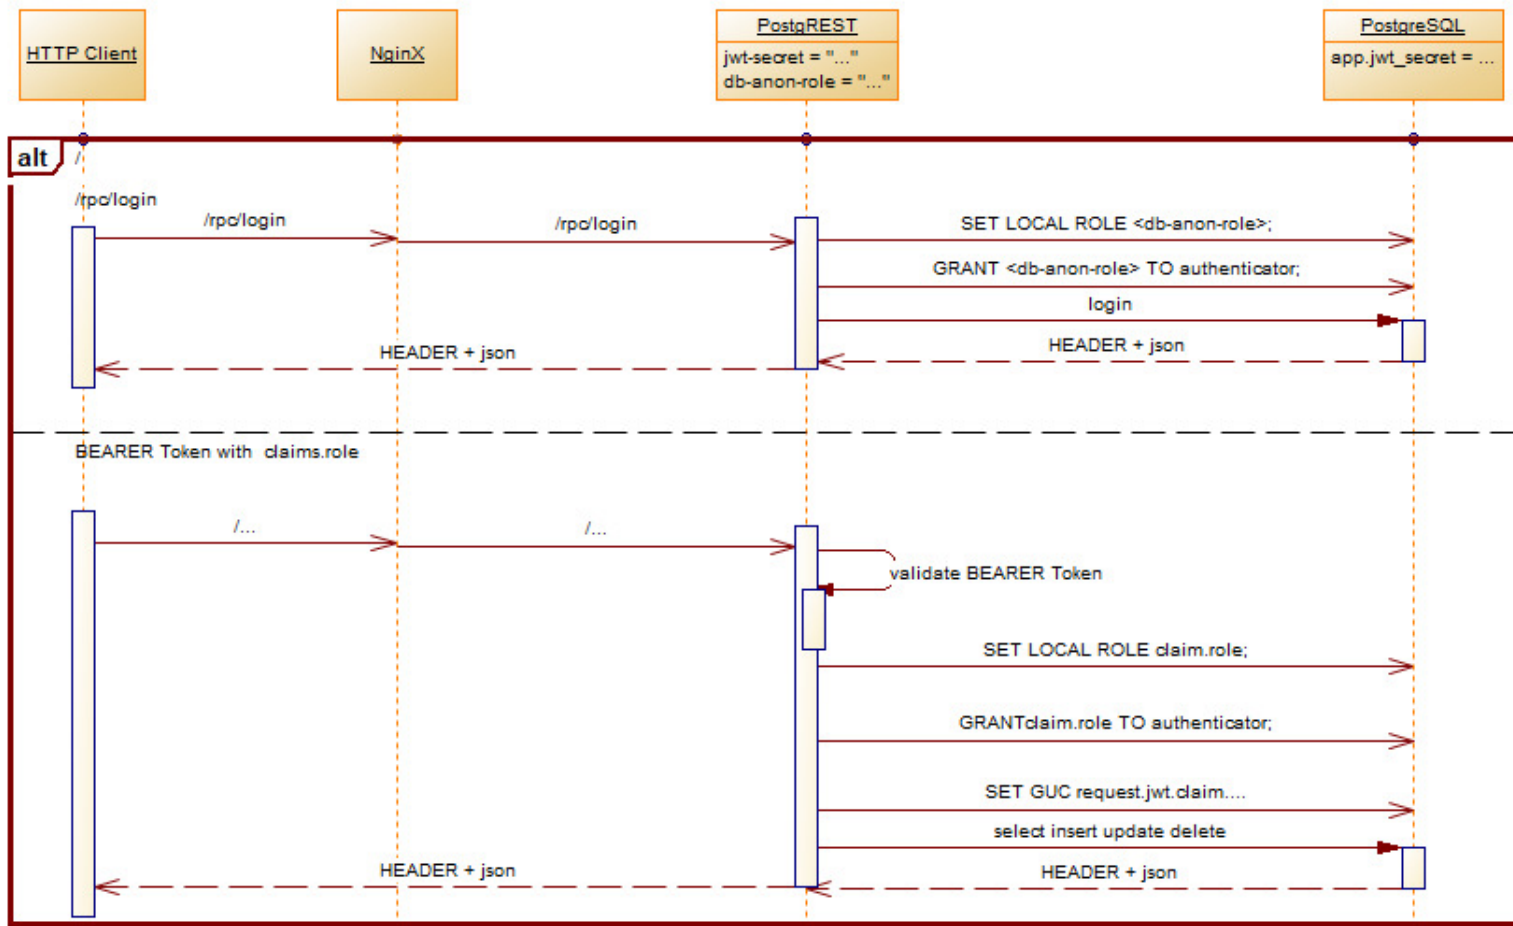 HTTP Client
NginX
PostgREST
jwt-secret = "..."
db-anon-role = "..."
PostgreSQL
app.jwt_secret = ...
alt
/
/rpc/login
/rpc/login
/rpc/login
SET LOCAL ROLE <db-anon-role>;
GRANT <db-anon-role> TO authenticator;
login
HEADER + json
HEADER + json
BEARER Token with claims.role
/...
/...
validate BEARER Token
SET LOCAL ROLE claim.role;
GRANTclaim.role TO authenticator;
SET GUC request.jwt.claim....
select insert update delete
HEADER + json
HEADER + json